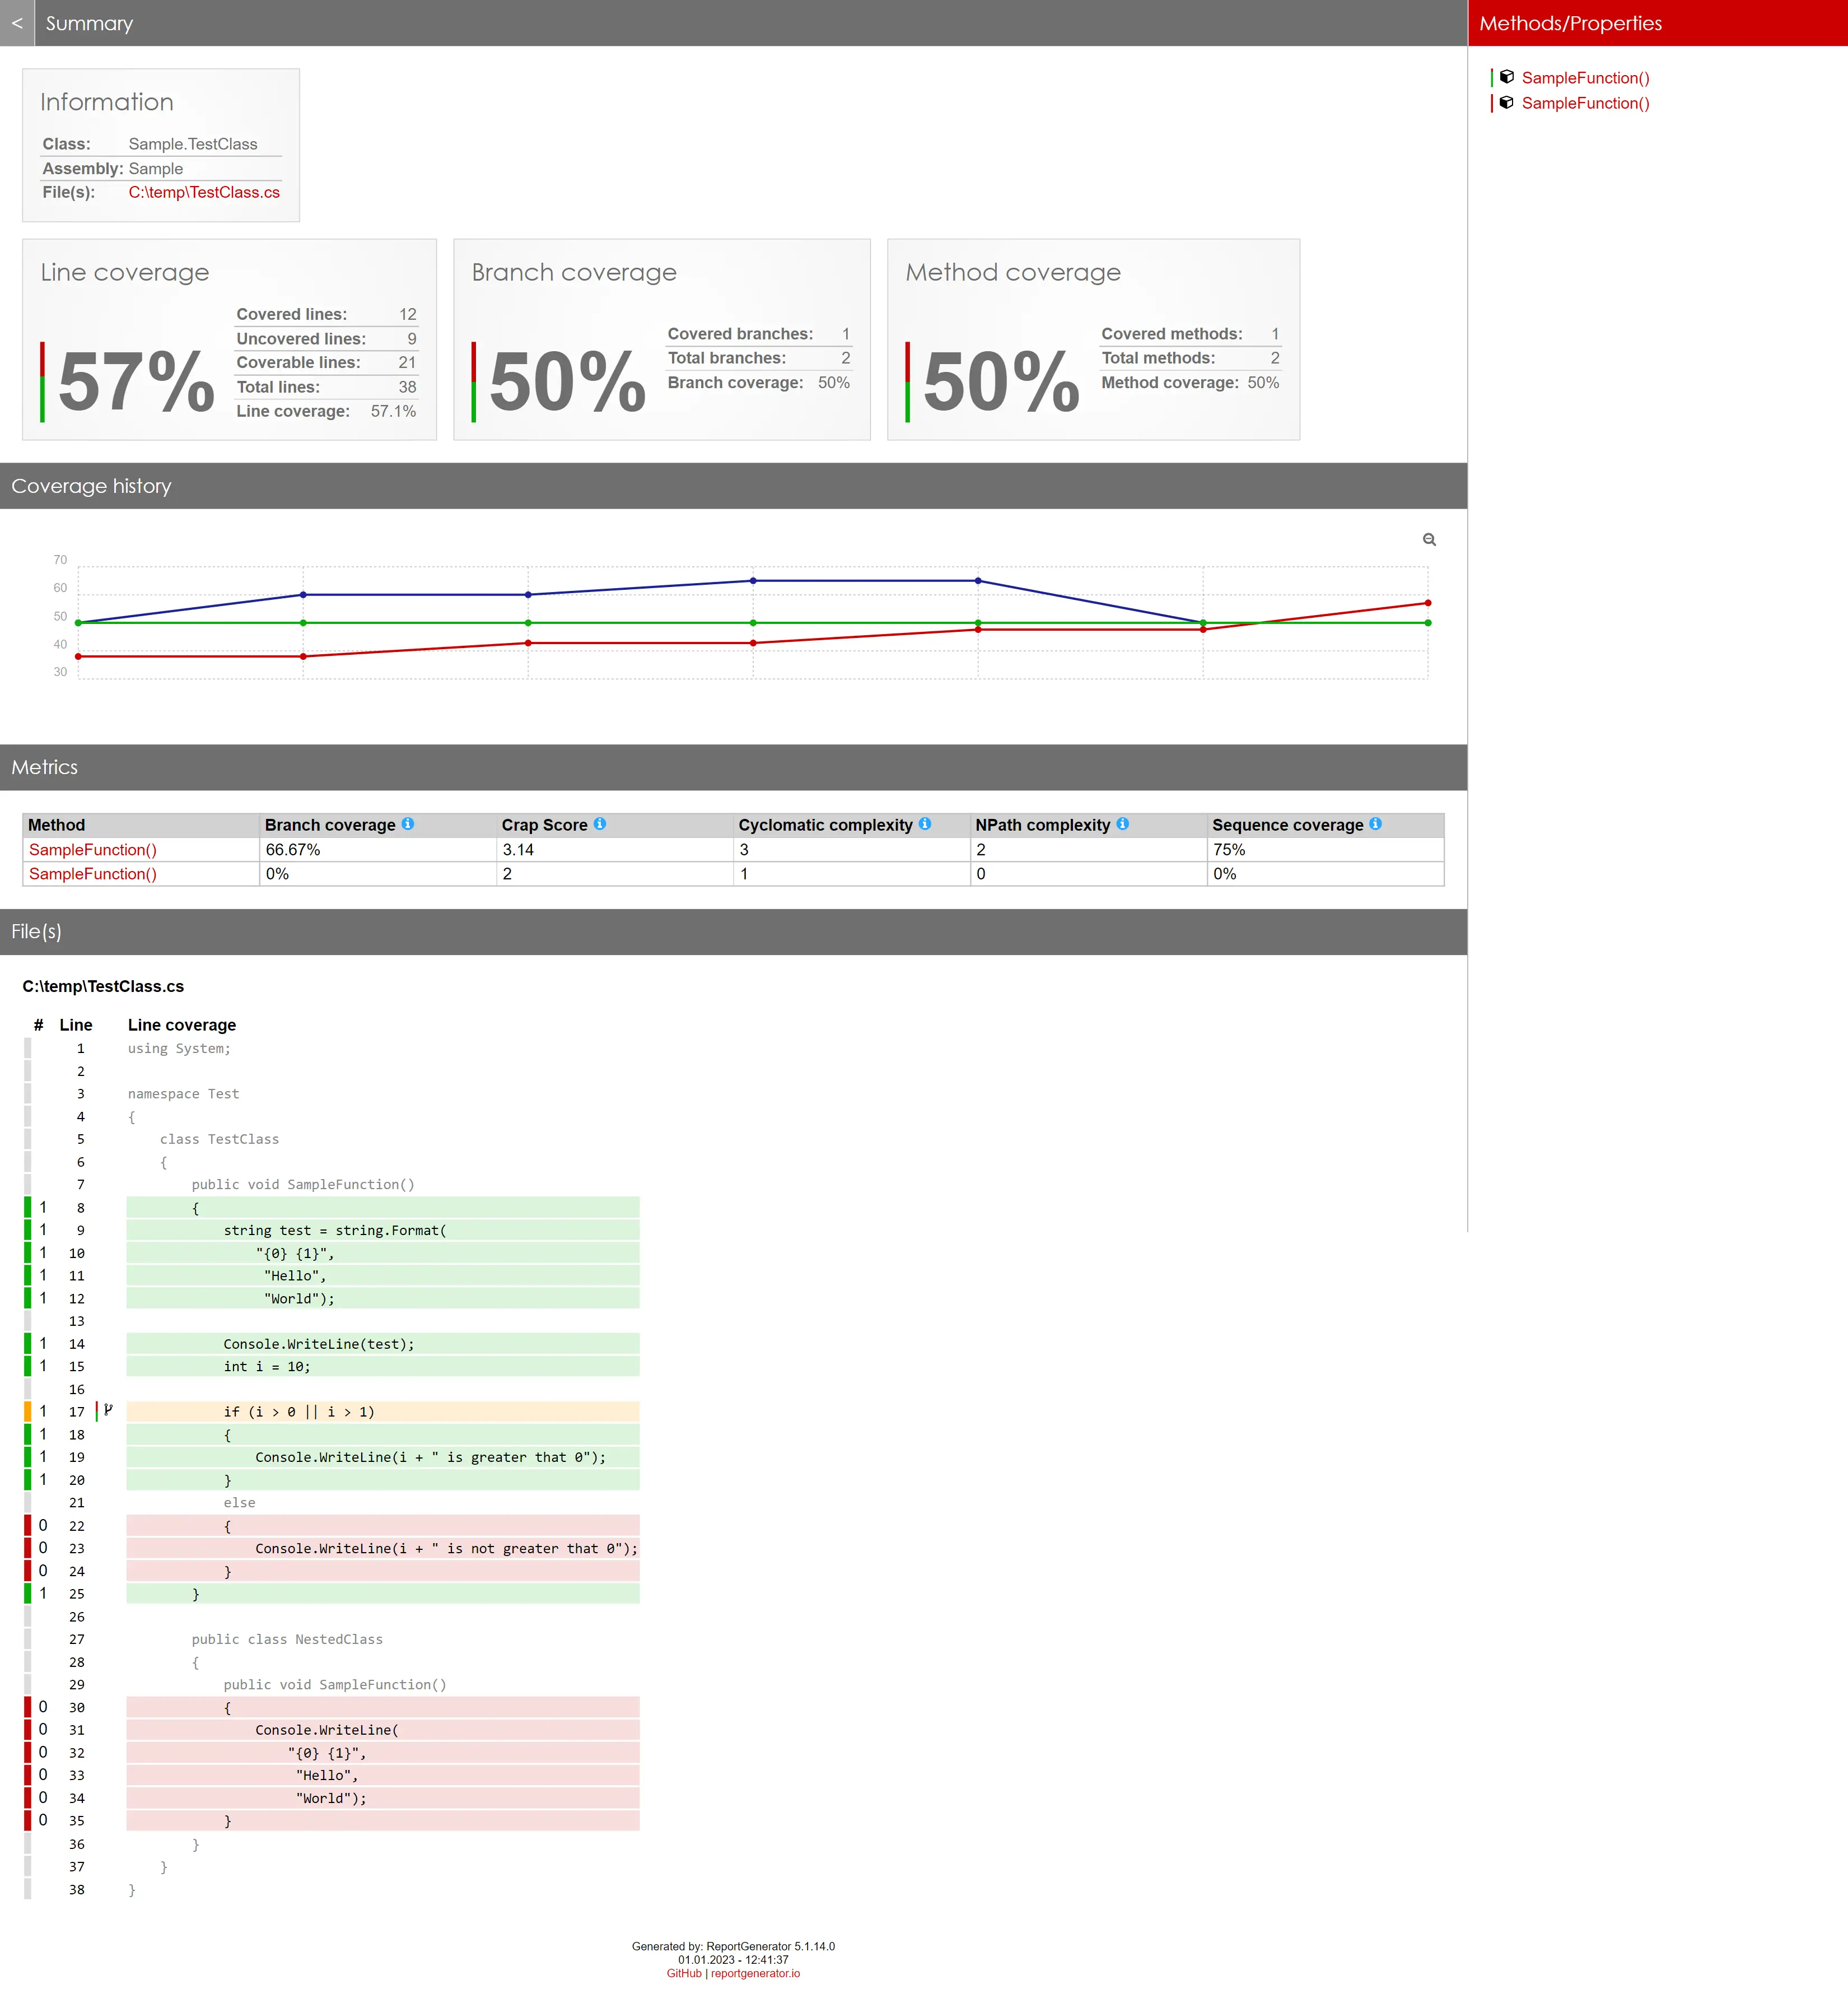 < Summary
Methods/Properties
SampleFunction()
SampleFunction()
Information
Class: Sample.TestClass
Assembly: Sample
File(s): C:\temp\TestClass.cs
Line coverage
57%
Covered lines: 12
Uncovered lines: 9
Coverable lines: 21
Total lines: 38
Line coverage: 57.1%
Branch coverage
50%
Covered branches: 1
Total branches: 2
Branch coverage: 50%
Method coverage
50%
Covered methods: 1
Total methods: 2
Method coverage: 50%
Coverage history
70
60
50
40
30
Metrics
Method Branch coverage Crap Score Cyclomatic complexity NPath complexity Sequence coverage
SampleFunction() 66.67% 3.14 3 2 75%
SampleFunction() 0% 2 1 0 0%
File(s)
C:\temp\TestClass.cs
# Line Line coverage
1 using System;
2
3 namespace Test
4 {
5 class TestClass
6 {
7 public void SampleFunction()
1 8 {
1 9 string test = string.Format(
1 10 "{0} {1}",
1 11 "Hello",
1 12 "World");
13
1 14 Console.WriteLine(test);
1 15 int i = 10;
16
1 17 if (i > 0 || i > 1)
1 18 {
1 19 Console.WriteLine(i + " is greater that 0");
1 20 }
21 else
0 22 {
0 23 Console.WriteLine(i + " is not greater that 0");
0 24 }
1 25 }
26
27 public class NestedClass
28 {
29 public void SampleFunction()
0 30 {
0 31 Console.WriteLine(
0 32 "{0} {1}",
0 33 "Hello",
0 34 "World");
0 35 }
36 }
37 }
38 }
Generated by: ReportGenerator 5.1.14.0
01.01.2023 - 12:41:37
GitHub | reportgenerator.io